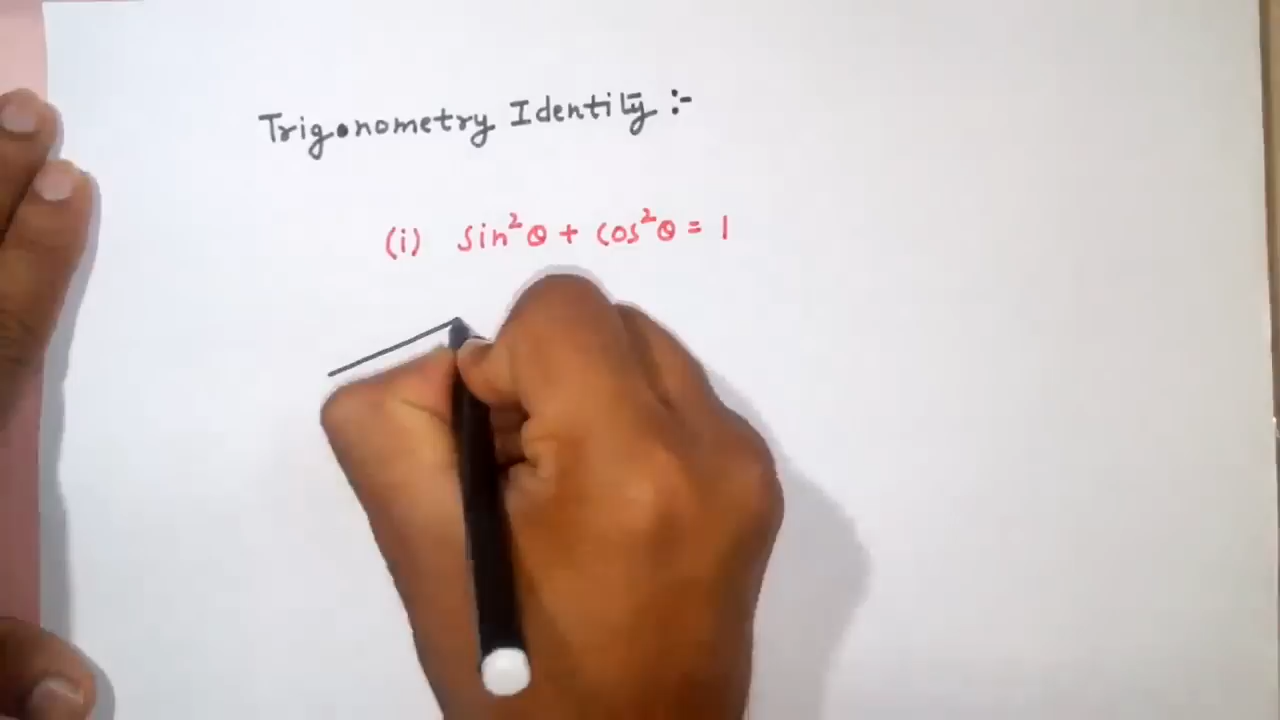 Trigonometry Identity :-
(i) sin²θ + cos²θ = 1